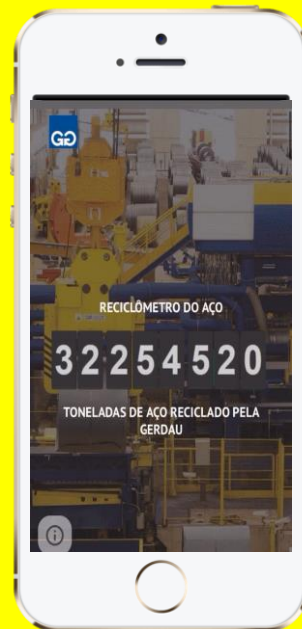 GG
RECICLÔMETRO DO AÇO
32254520
TONELADAS DE AÇO RECICLADO PELA
GERDAU